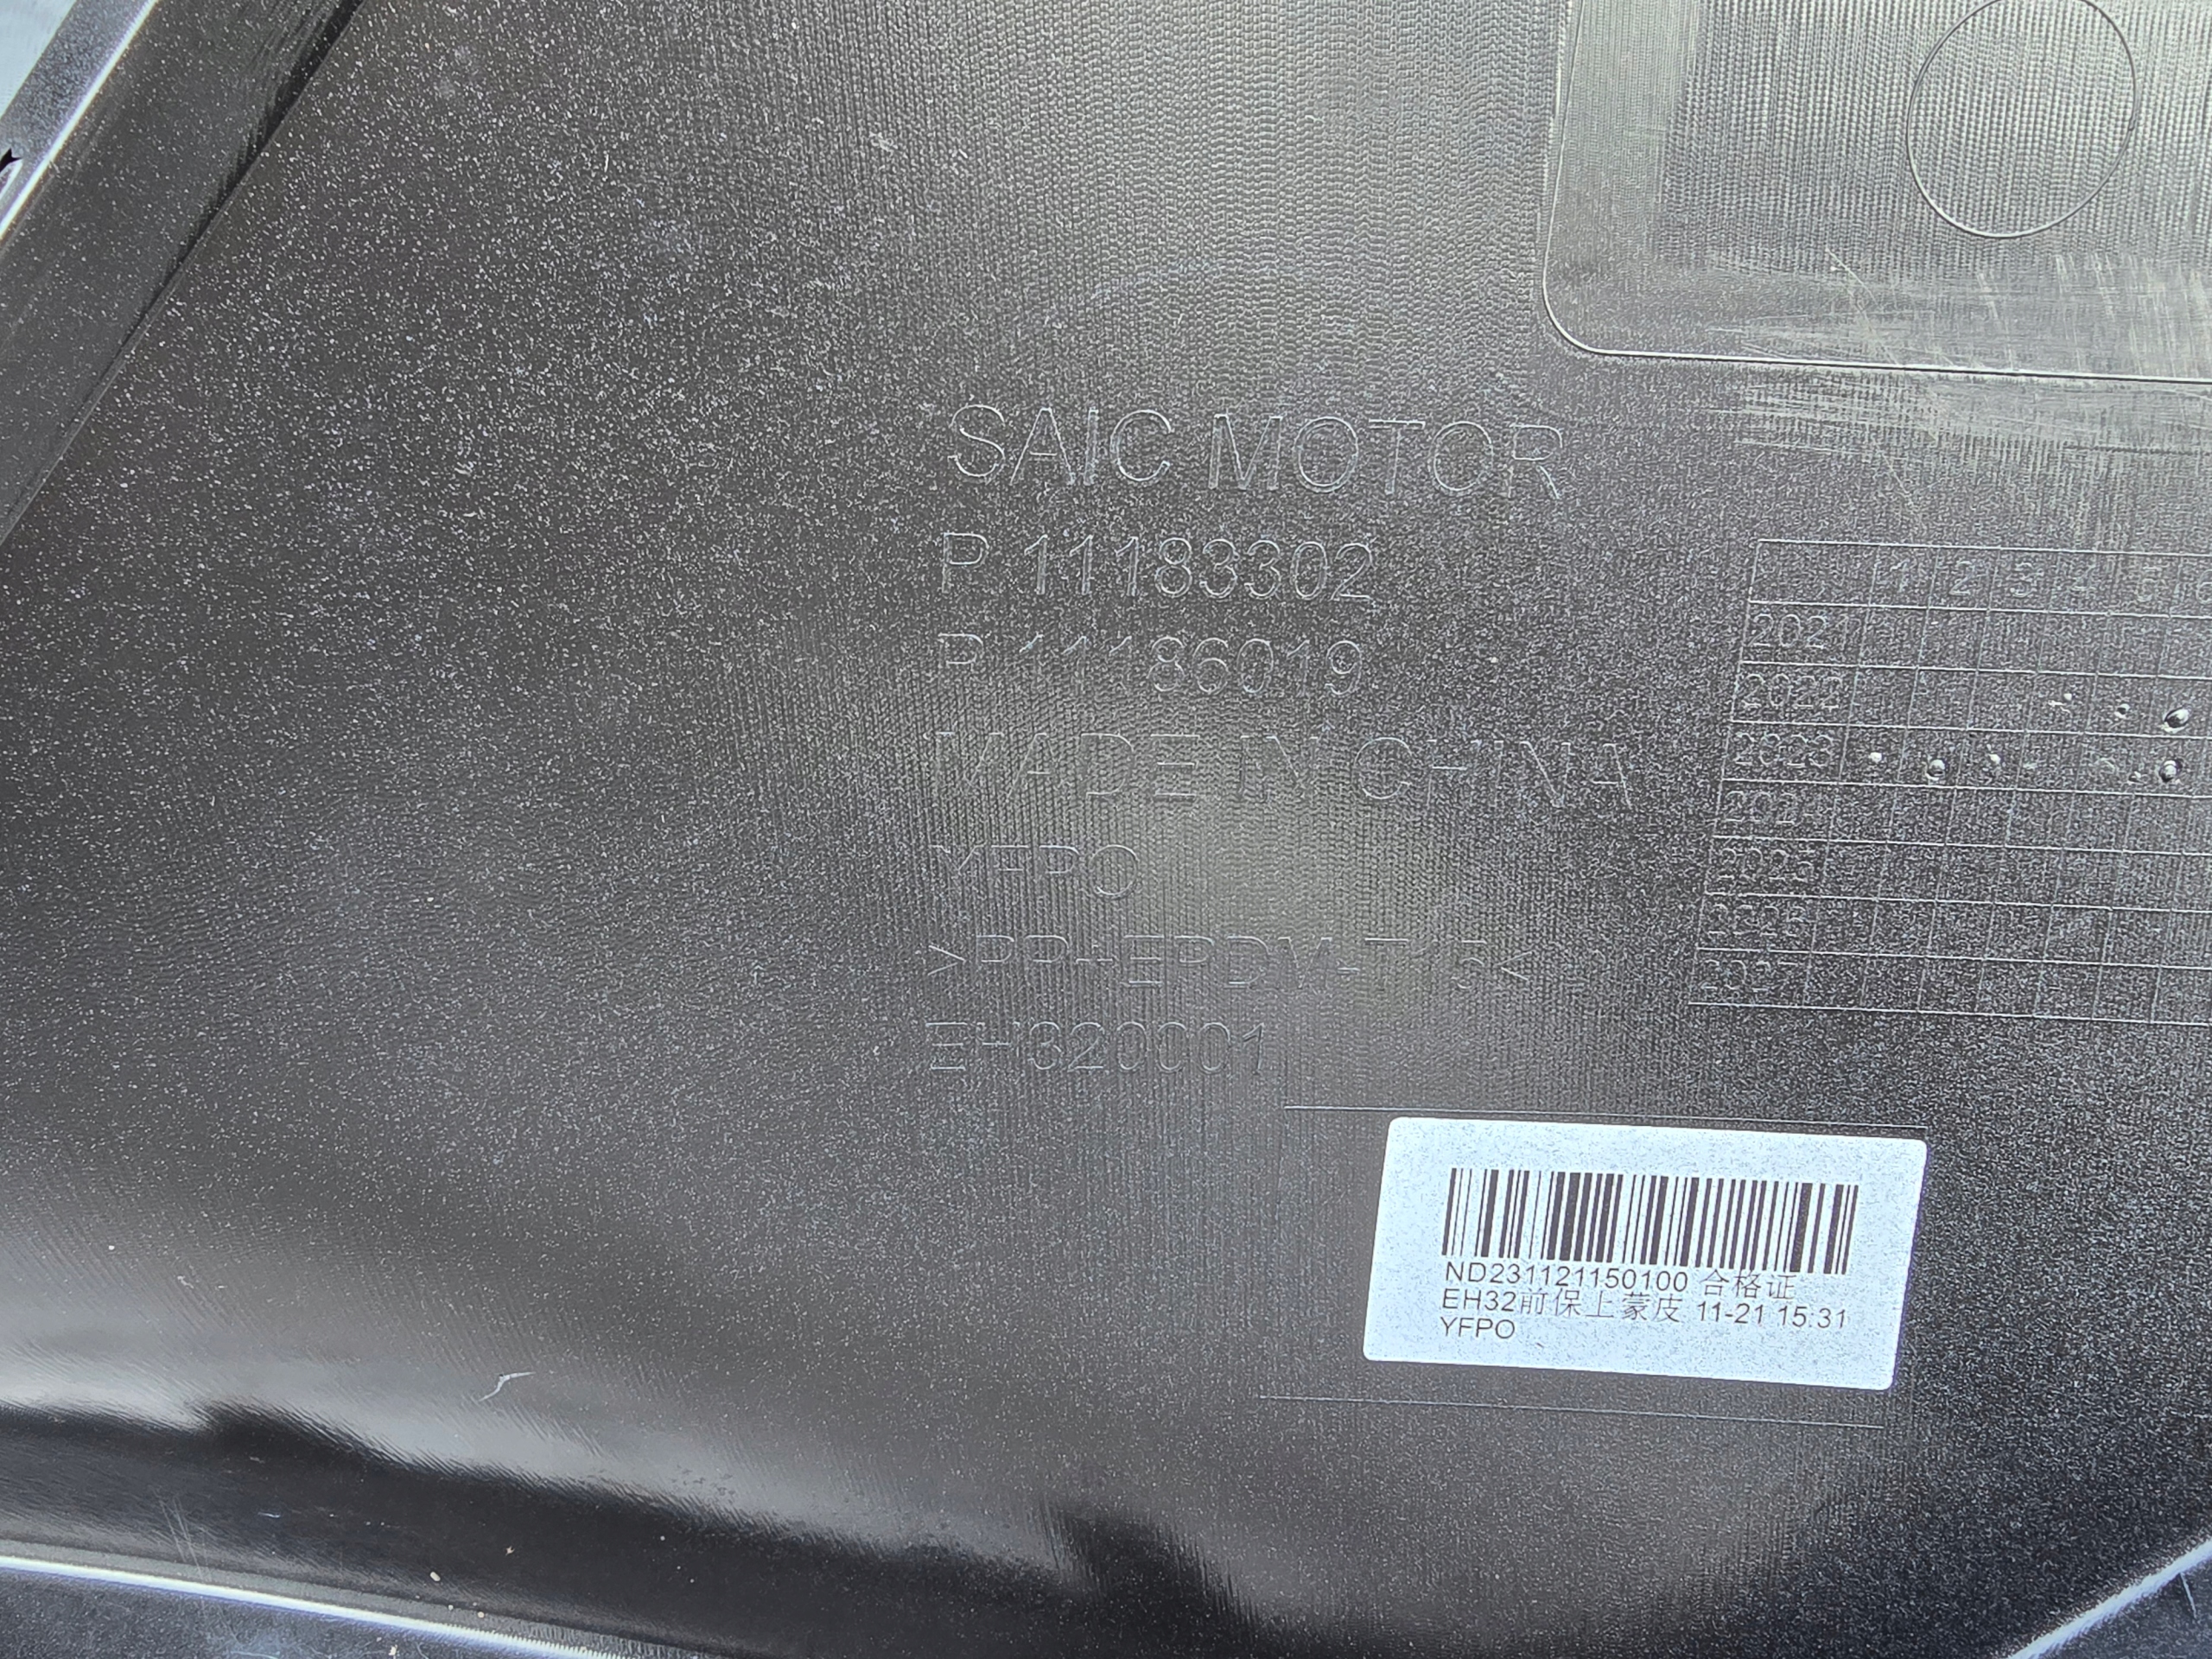 SAIC MOTOR
P 11183302
P 11186019
MADE IN CHINA
YFPO
>PP+EPDM-T15<
EH320001
1 2 3 4 5 6
2021
2022
2023
2024
2025
2026
2027
ND231121150100 合格证
EH32前保上蒙皮 11-21 15:31
YFPO